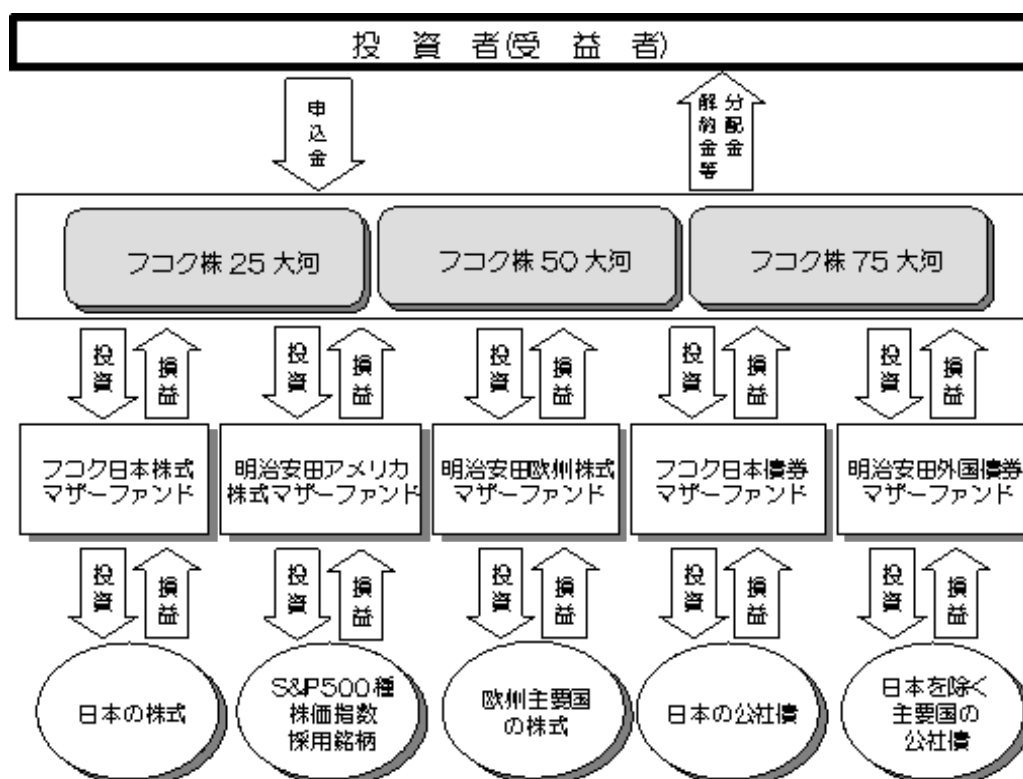 投資者(受益者)
申込金
分配金
解約金等
フコク株25大河
フコク株50大河
フコク株75大河
投資
損益
投資
損益
投資
損益
投資
損益
投資
損益
フコク日本株式
マザーファンド
明治安田アメリカ
株式マザーファンド
明治安田欧州株式
マザーファンド
フコク日本債券
マザーファンド
明治安田外国債券
マザーファンド
投資
損益
投資
損益
投資
損益
投資
損益
投資
損益
日本の株式
S&P500種
株価指数
採用銘柄
欧州主要国
の株式
日本の公社債
日本を除く
主要国の
公社債